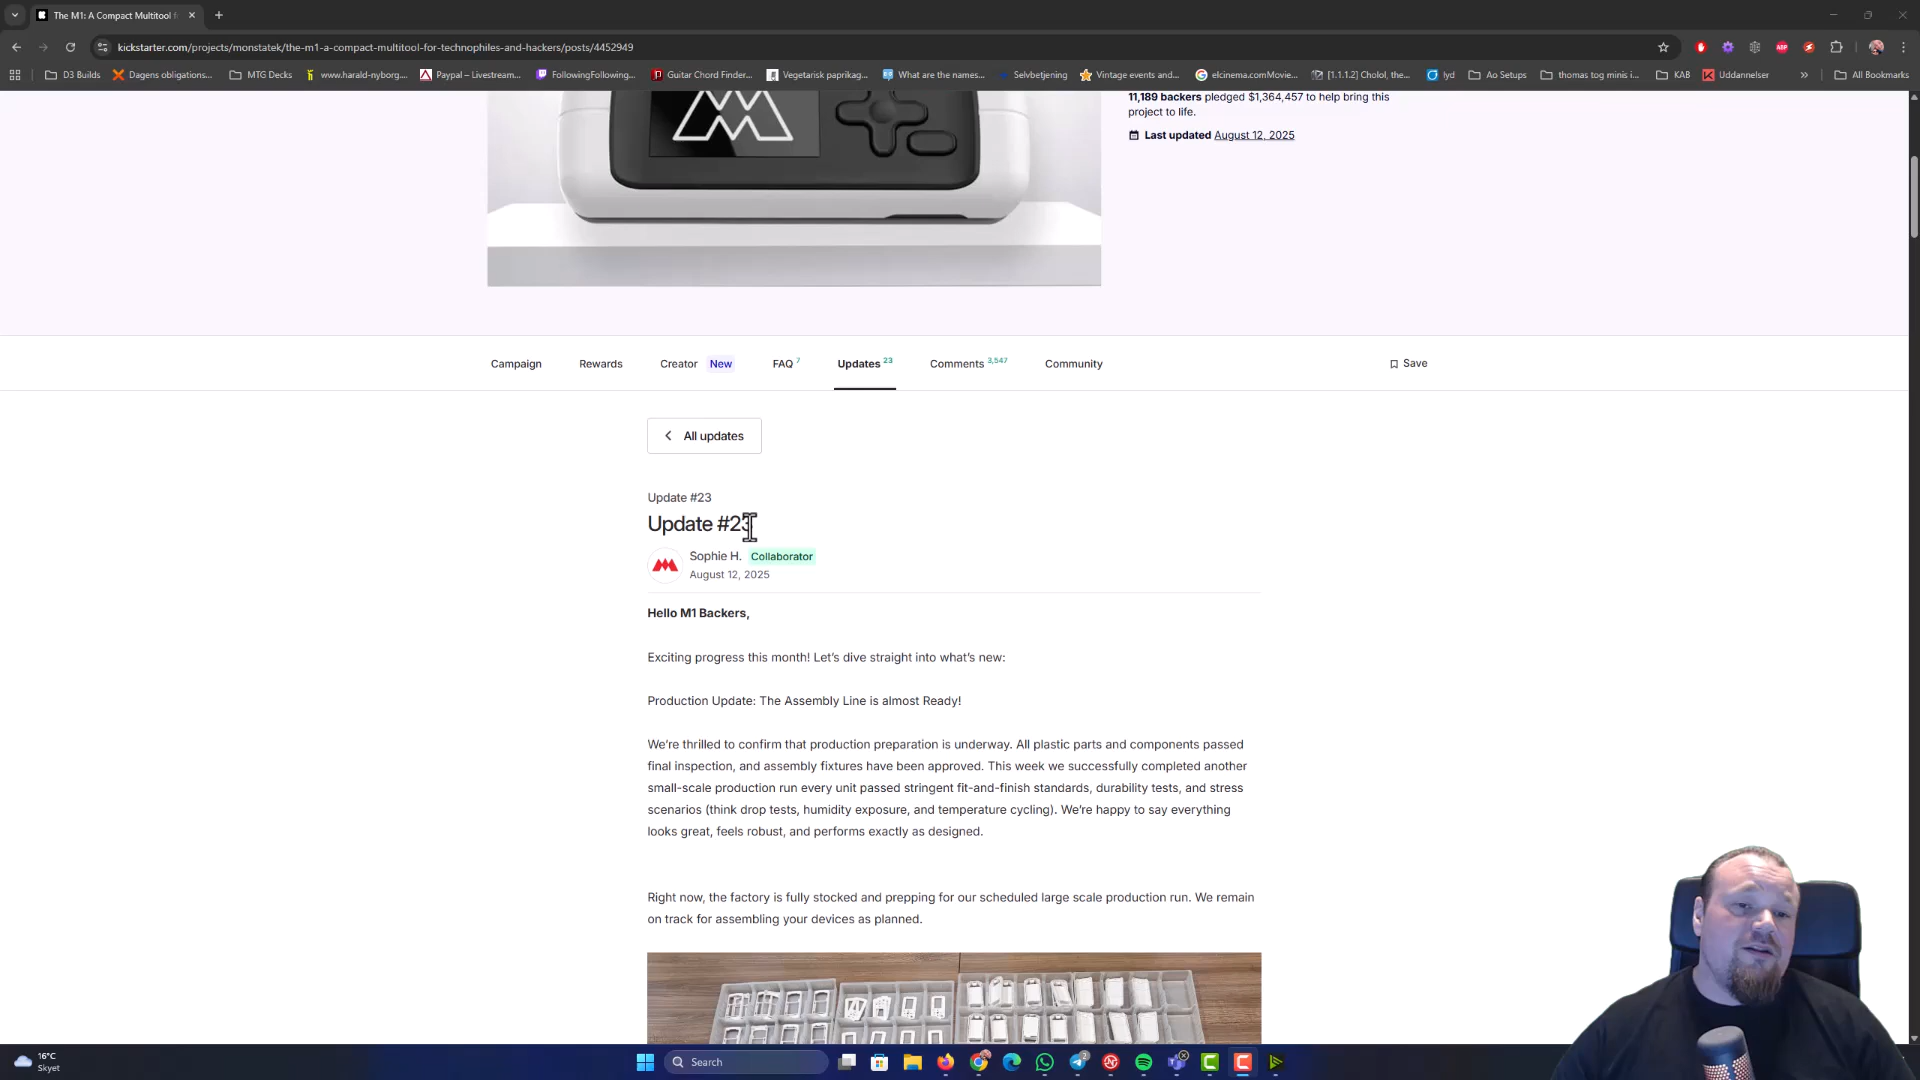 The M1: A Compact Multitool f
kickstarter.com/projects/monstatek/the-m1-a-compact-multitool-for-technophiles-and-hackers/posts/4452949
D3 Builds
Dagens obligations...
MTG Decks
www.harald-nyborg....
Paypal – Livestream...
FollowingFollowing...
Guitar Chord Finder...
Vegetarisk paprikag...
What are the names...
Selvbetjening
Vintage events and...
elcinema.comMovie...
[1.1.1.2] Cholol, the...
lyd
Ao Setups
thomas tog minis i...
KAB
Uddannelser
All Bookmarks
11,189 backers pledged $1,364,457 to help bring this
project to life.
Last updated August 12, 2025
Campaign
Rewards
Creator New
FAQ 7
Updates 23
Comments 3,547
Community
Save
All updates
Update #23
Update #23
Sophie H. Collaborator
August 12, 2025
Hello M1 Backers,
Exciting progress this month! Let's dive straight into what's new:
Production Update: The Assembly Line is almost Ready!
We're thrilled to confirm that production preparation is underway. All plastic parts and components passed
final inspection, and assembly fixtures have been approved. This week we successfully completed another
small-scale production run every unit passed stringent fit-and-finish standards, durability tests, and stress
scenarios (think drop tests, humidity exposure, and temperature cycling). We're happy to say everything
looks great, feels robust, and performs exactly as designed.
Right now, the factory is fully stocked and prepping for our scheduled large scale production run. We remain
on track for assembling your devices as planned.
16°C
Skyet
Search
2